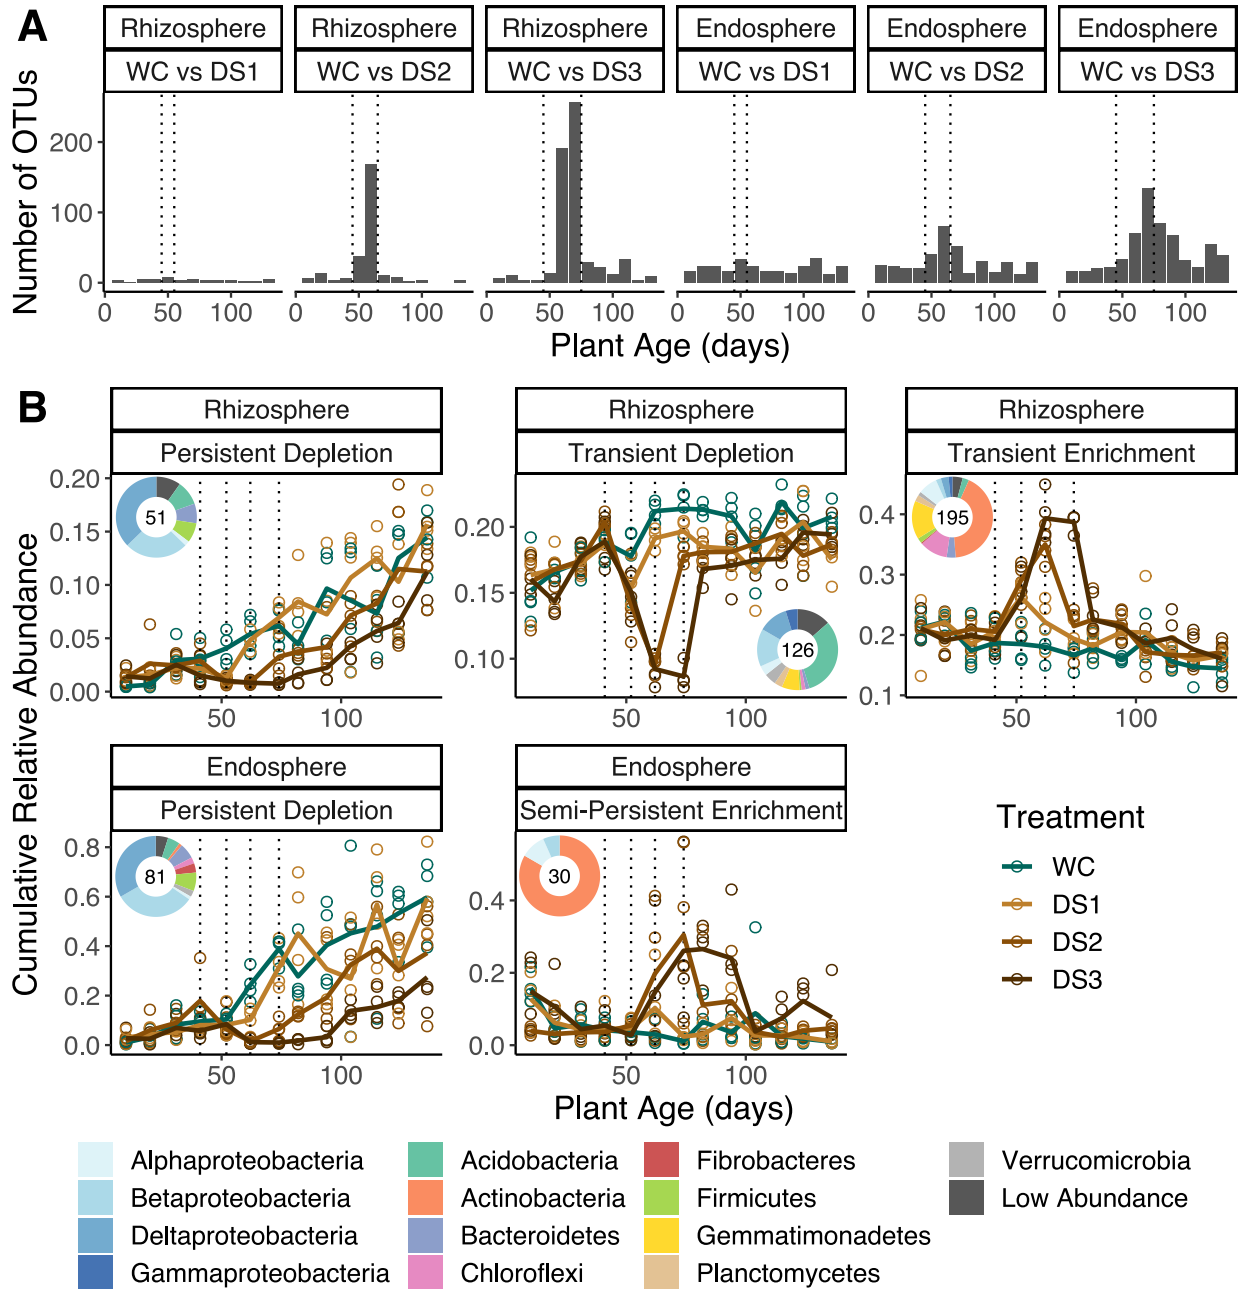 A
Rhizosphere Rhizosphere Rhizosphere Endosphere Endosphere Endosphere
WC vs DS1 WC vs DS2 WC vs DS3 WC vs DS1 WC vs DS2 WC vs DS3
Number of OTUs
200
100
0
0 50 100 0 50 100 0 50 100 0 50 100 0 50 100 0 50 100
Plant Age (days)
B
Cumulative Relative Abundance
Rhizosphere Rhizosphere Rhizosphere
Persistent Depletion Transient Depletion Transient Enrichment
0.20
0.15
0.10
0.05
0.00
51
50 100
0.20
0.15
0.10
126
50 100
0.4
0.3
0.2
0.1
195
50 100
Endosphere Endosphere
Persistent Depletion Semi-Persistent Enrichment
0.8
0.6
0.4
0.2
0.0
81
50 100
0.4
0.2
0.0
30
50 100
Plant Age (days)
Treatment
WC
DS1
DS2
DS3
Alphaproteobacteria Acidobacteria Fibrobacteres Verrucomicrobia
Betaproteobacteria Actinobacteria Firmicutes Low Abundance
Deltaproteobacteria Bacteroidetes Gemmatimonadetes
Gammaproteobacteria Chloroflexi Planctomycetes